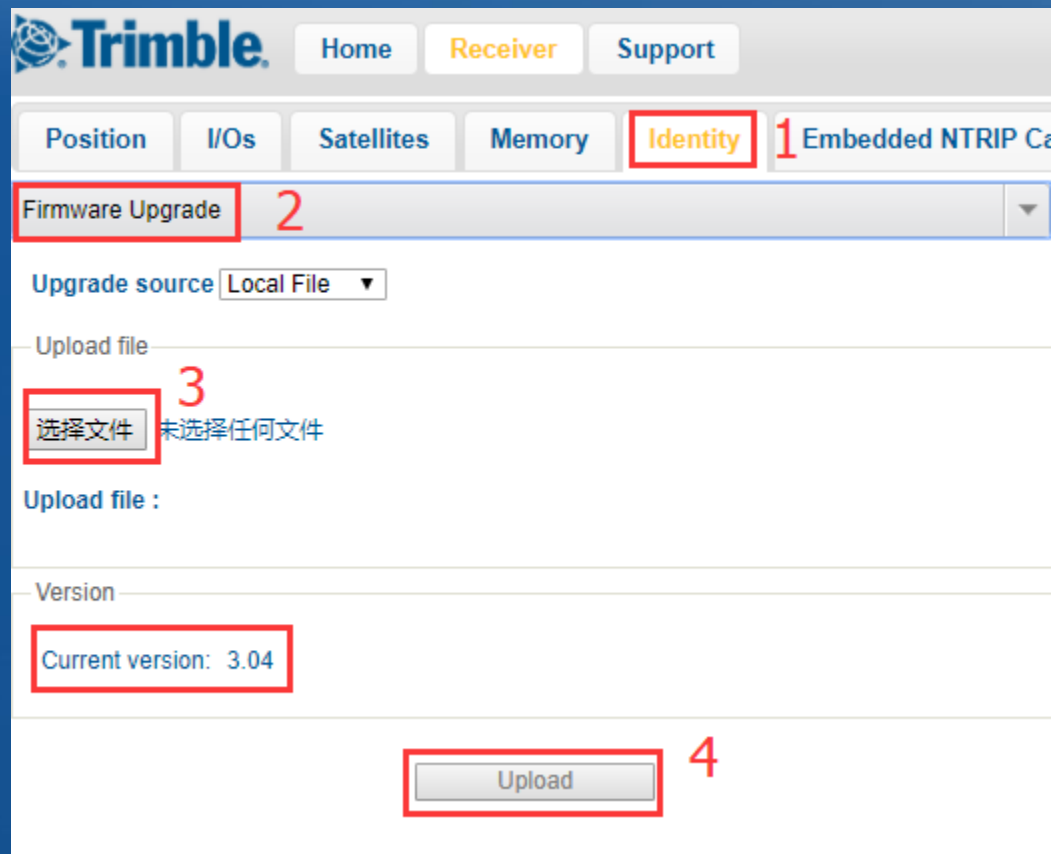 Trimble. Home Receiver Support
Position I/Os Satellites Memory Identity 1 Embedded NTRIP Ca
Firmware Upgrade 2
Upgrade source Local File
Upload file
3
选择文件 未选择任何文件
Upload file :
Version
Current version: 3.04
Upload 4